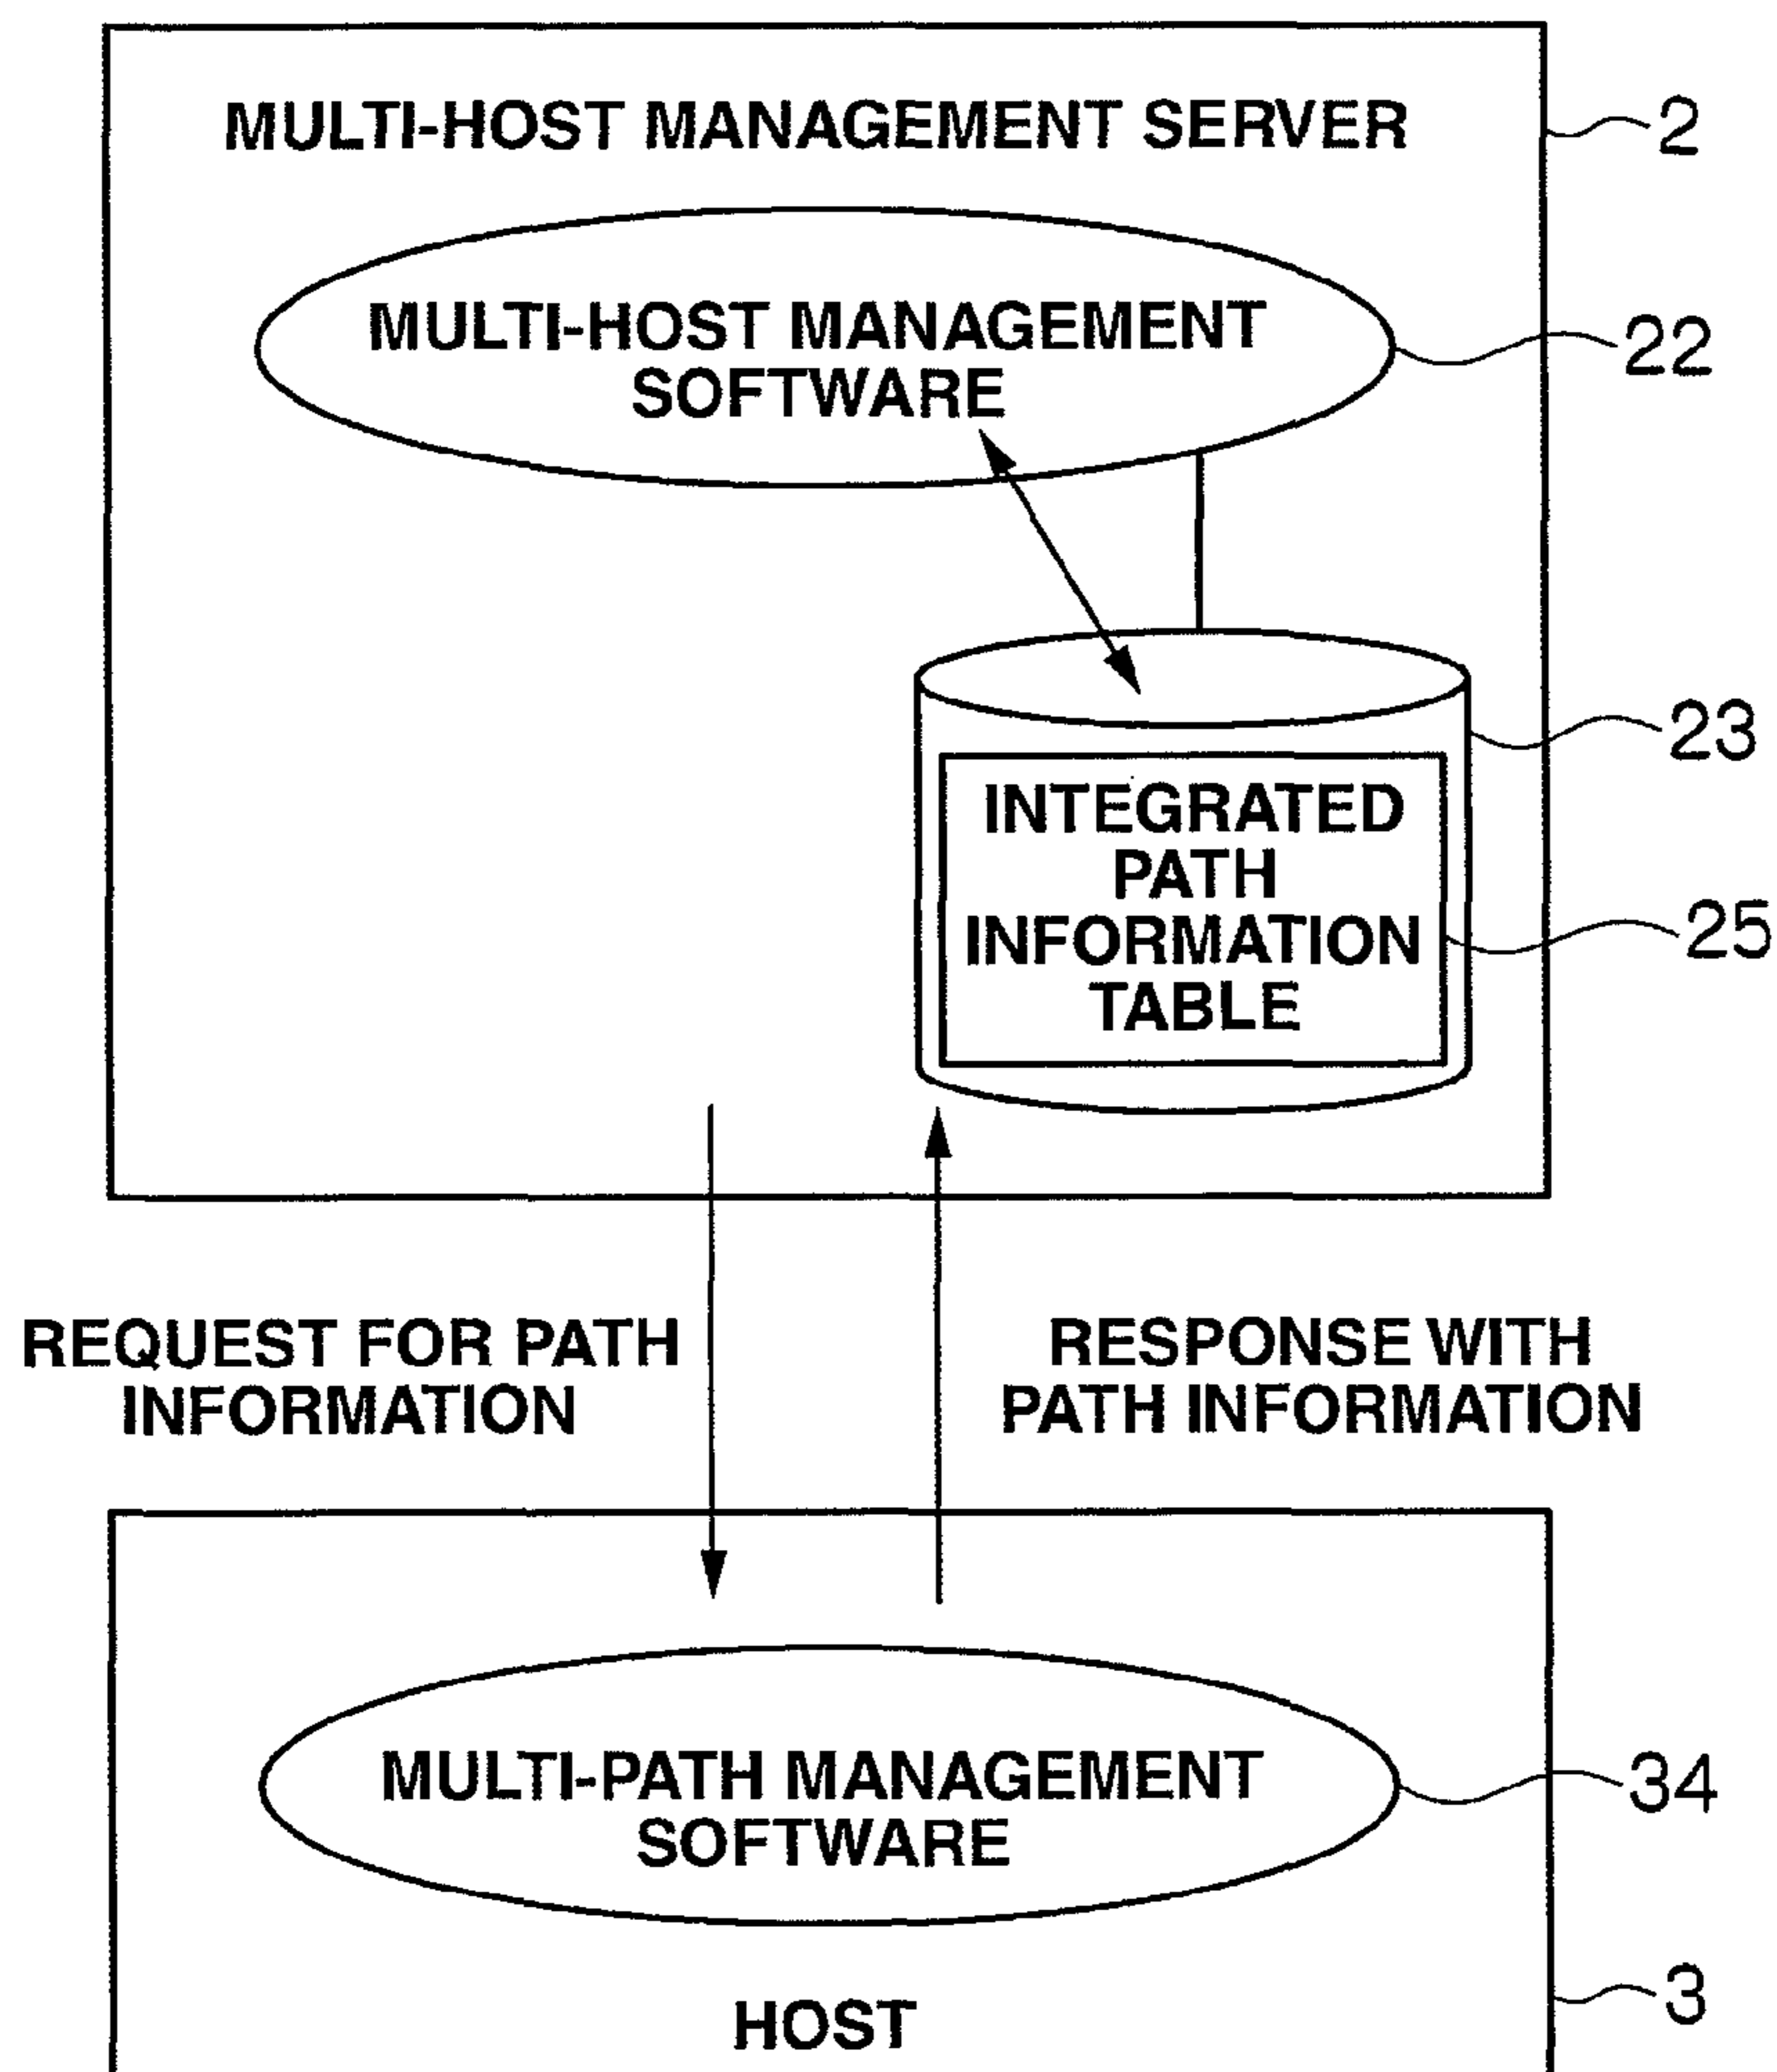 MULTI-HOST MANAGEMENT SERVER
2
MULTI-HOST MANAGEMENT
SOFTWARE
22
23
INTEGRATED
PATH
INFORMATION
TABLE
25
REQUEST FOR PATH
INFORMATION
RESPONSE WITH
PATH INFORMATION
MULTI-PATH MANAGEMENT
SOFTWARE
34
HOST
3